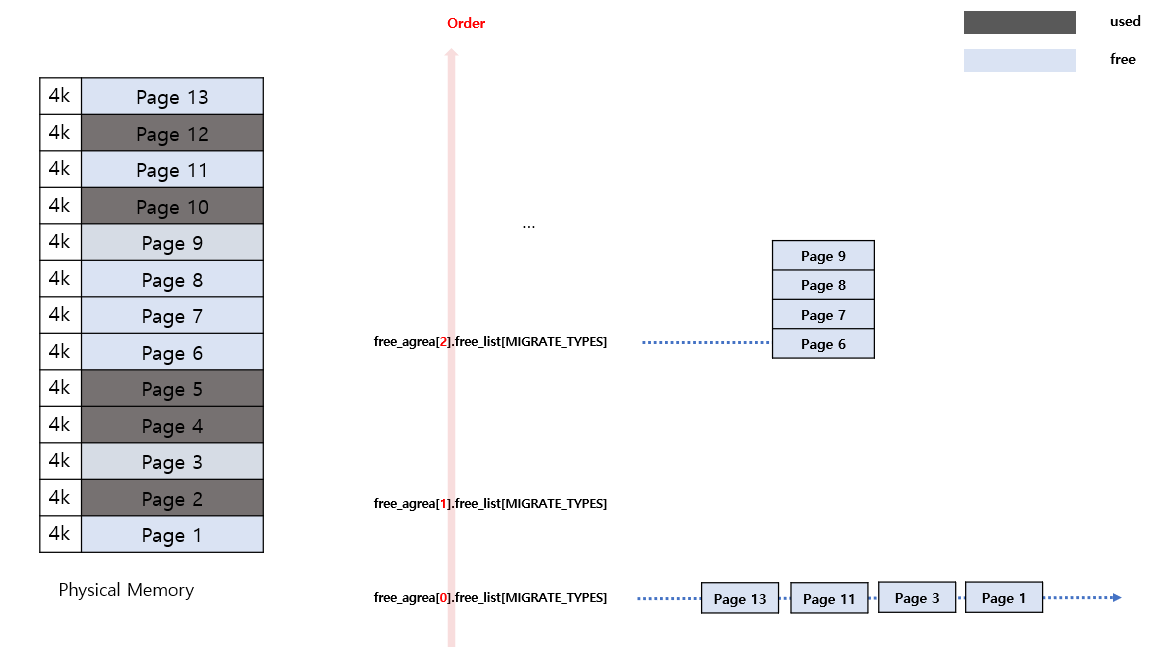 Order
used
free
4k Page 13
4k Page 12
4k Page 11
4k Page 10
4k Page 9
4k Page 8
4k Page 7
4k Page 6
4k Page 5
4k Page 4
4k Page 3
4k Page 2
4k Page 1
Physical Memory
...
Page 9
Page 8
Page 7
Page 6
free_agrea[2].free_list[MIGRATE_TYPES]
free_agrea[1].free_list[MIGRATE_TYPES]
free_agrea[0].free_list[MIGRATE_TYPES]
Page 13 Page 11 Page 3 Page 1